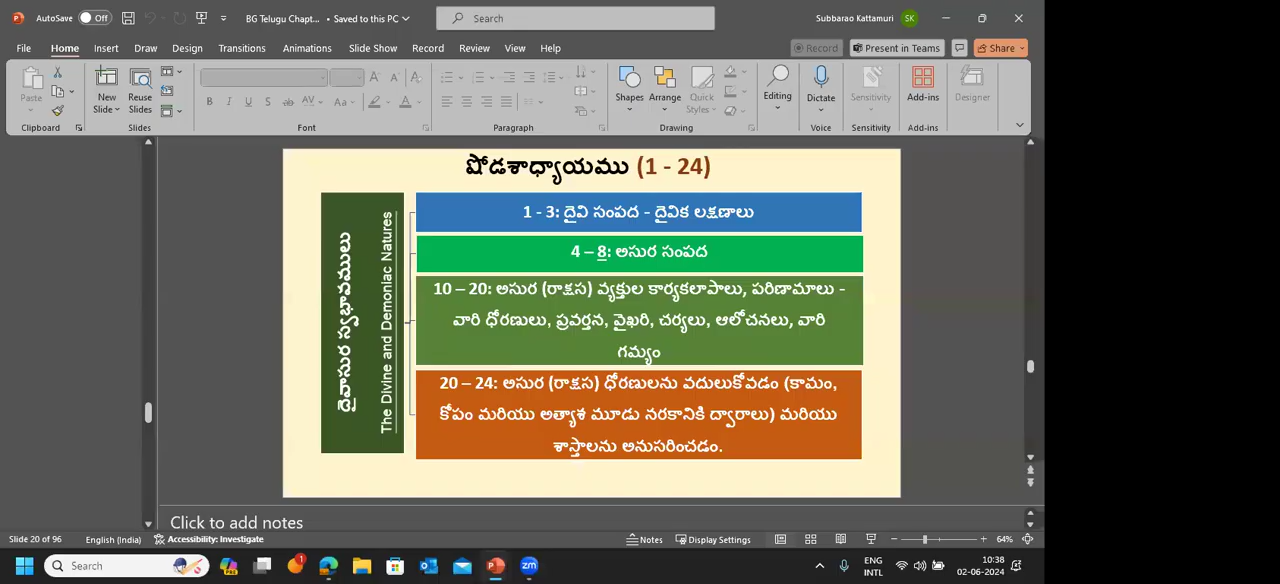 AutoSave Off BG Telugu Chapt... • Saved to this PC Search Subbarao Kattamuri SK
File Home Insert Draw Design Transitions Animations Slide Show Record Review View Help Record Present in Teams Share
Paste New Slide Reuse Slides B I U S ab AV Aa A Shapes Arrange Quick Styles Editing Dictate Sensitivity Add-ins Designer
Clipboard Slides Font Paragraph Drawing Voice Sensitivity Add-ins
షోడశాధ్యాయము (1 - 24)
దైవాసుర స్వభావములు
The Divine and Demoniac Natures
1 - 3: దైవి సంపద - దైవిక లక్షణాలు
4 – 8: అసుర సంపద
10 – 20: అసుర (రాక్షస) వ్యక్తుల కార్యకలాపాలు, పరిణామాలు -
వారి ధోరణులు, ప్రవర్తన, వైఖరి, చర్యలు, ఆలోచనలు, వారి
గమ్యం
20 – 24: అసుర (రాక్షస) ధోరణులను వదులుకోవడం (కామం,
కోపం మరియు అత్యాశ మూడు నరకానికి ద్వారాలు) మరియు
శాస్త్రాలను అనుసరించడం.
Click to add notes
Slide 20 of 96 English (India) Accessibility: Investigate Notes Display Settings 64%
Search ENG INTL 10:38 02-06-2024